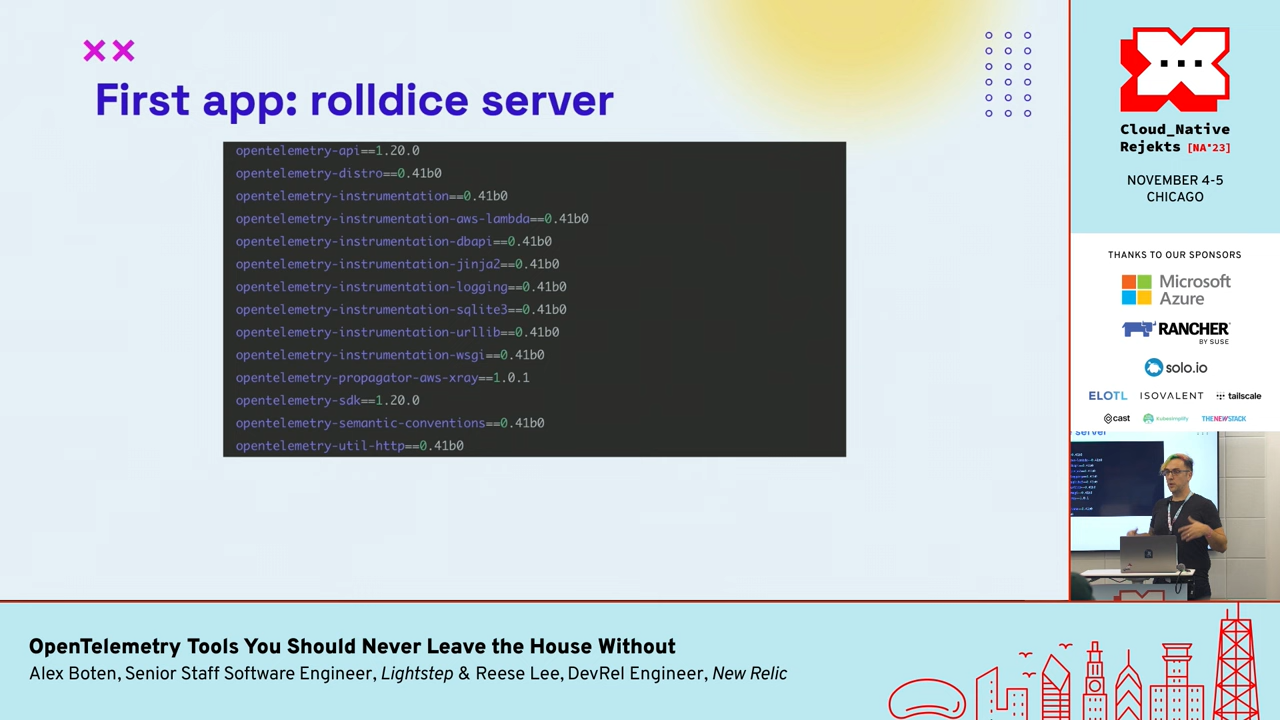 First app: rolldice server
opentelemetry-api==1.20.0
opentelemetry-distro==0.41b0
opentelemetry-instrumentation==0.41b0
opentelemetry-instrumentation-aws-lambda==0.41b0
opentelemetry-instrumentation-dbapi==0.41b0
opentelemetry-instrumentation-jinja2==0.41b0
opentelemetry-instrumentation-logging==0.41b0
opentelemetry-instrumentation-sqlite3==0.41b0
opentelemetry-instrumentation-urllib==0.41b0
opentelemetry-instrumentation-wsgi==0.41b0
opentelemetry-propagator-aws-xray==1.0.1
opentelemetry-sdk==1.20.0
opentelemetry-semantic-conventions==0.41b0
opentelemetry-util-http==0.41b0
Cloud_Native
Rejekts [NA'23]
NOVEMBER 4-5
CHICAGO
THANKS TO OUR SPONSORS
Microsoft
Azure
RANCHER
BY SUSE
solo.io
ELOTL ISOVALENT tailscale
cast Kubesimplify THENEWSTACK
server
OpenTelemetry Tools You Should Never Leave the House Without
Alex Boten, Senior Staff Software Engineer, Lightstep & Reese Lee, DevRel Engineer, New Relic